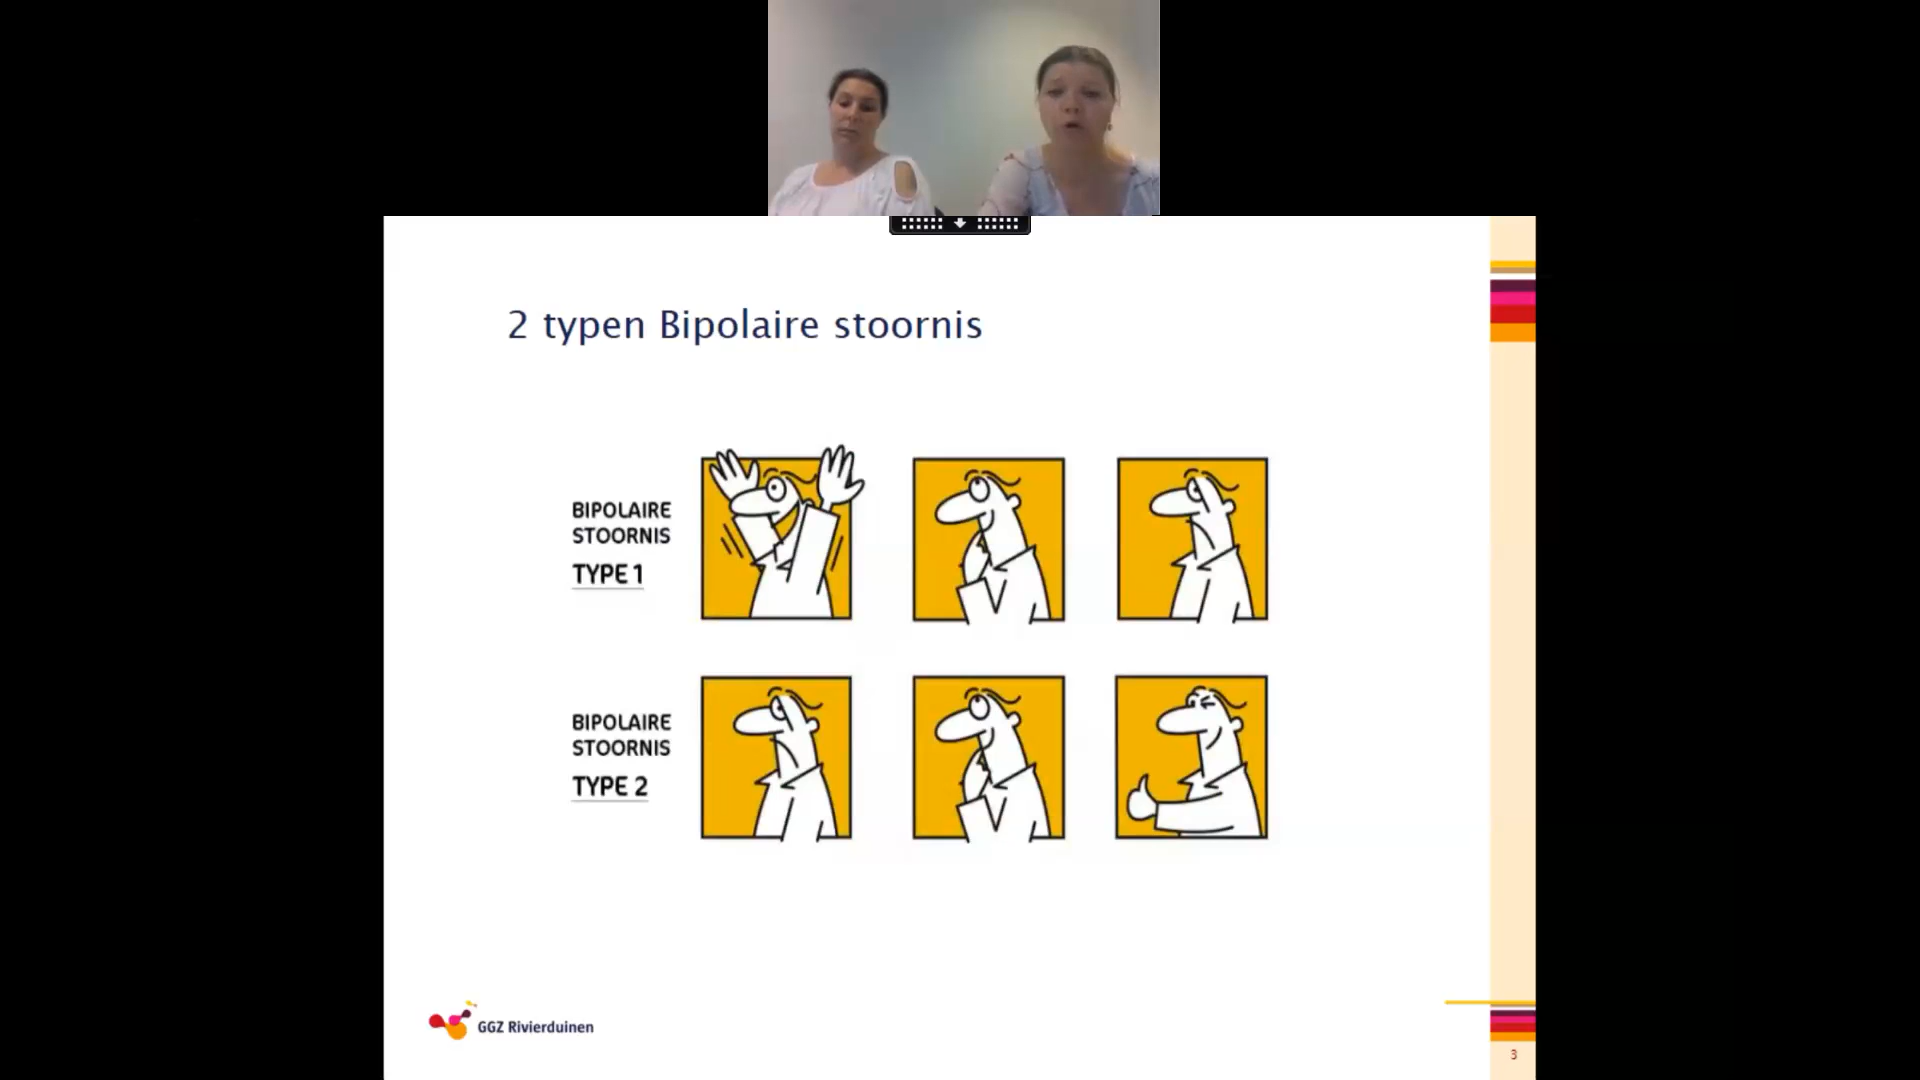 2 typen Bipolaire stoornis
BIPOLAIRE
STOORNIS
TYPE 1
BIPOLAIRE
STOORNIS
TYPE 2
GGZ Rivierduinen
3